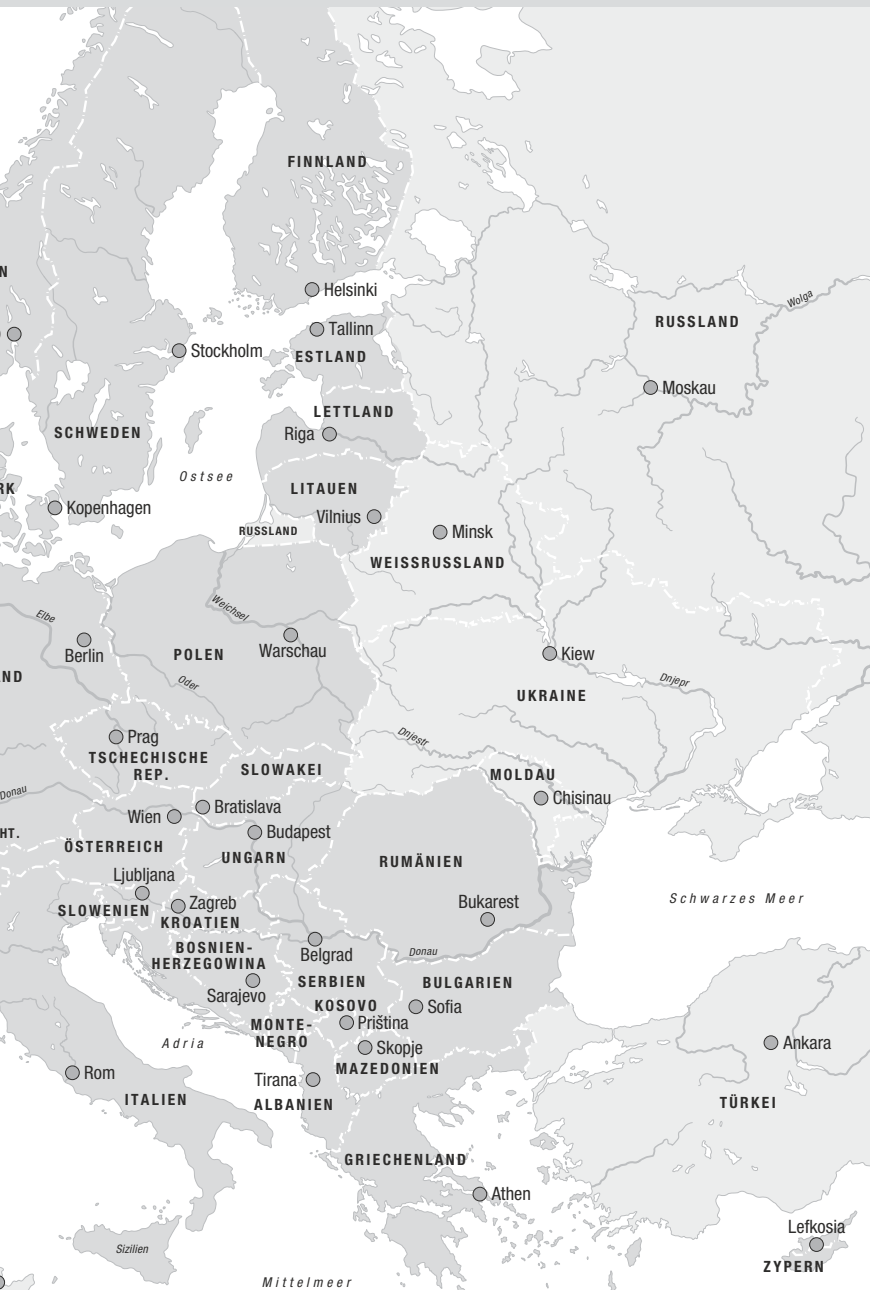 FINNLAND
N
Helsinki
Wolga
RUSSLAND
Tallinn
Stockholm
ESTLAND
Moskau
LETTLAND
SCHWEDEN
Riga
Ostsee
RK
LITAUEN
Kopenhagen
Vilnius
RUSSLAND
Minsk
WEISSRUSSLAND
Elbe
Weichsel
Berlin
Warschau
POLEN
Kiew
ND
Oder
Dnjepr
UKRAINE
Prag
Dnjestr
TSCHECHISCHE
REP.
SLOWAKEI
MOLDAU
Donau
Chisinau
Bratislava
Wien
HT.
Budapest
ÖSTERREICH
UNGARN
RUMÄNIEN
Ljubljana
Zagreb
Bukarest
Schwarzes Meer
SLOWENIEN
KROATIEN
BOSNIEN-
HERZEGOWINA
Belgrad
Donau
SERBIEN
BULGARIEN
Sarajevo
KOSOVO
Sofia
Priština
MONTE-
NEGRO
Adria
Skopje
Ankara
MAZEDONIEN
Rom
Tirana
ITALIEN
ALBANIEN
TÜRKEI
GRIECHENLAND
Athen
Lefkosia
Sizilien
ZYPERN
Mittelmeer